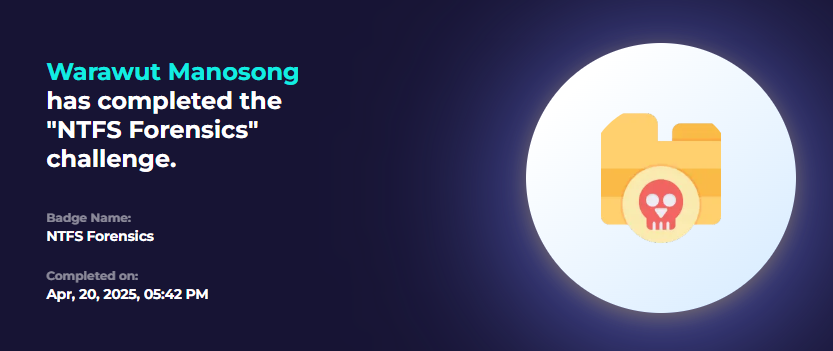 Warawut Manosong
has completed the
"NTFS Forensics"
challenge.
Badge Name:
NTFS Forensics
Completed on:
Apr, 20, 2025, 05:42 PM